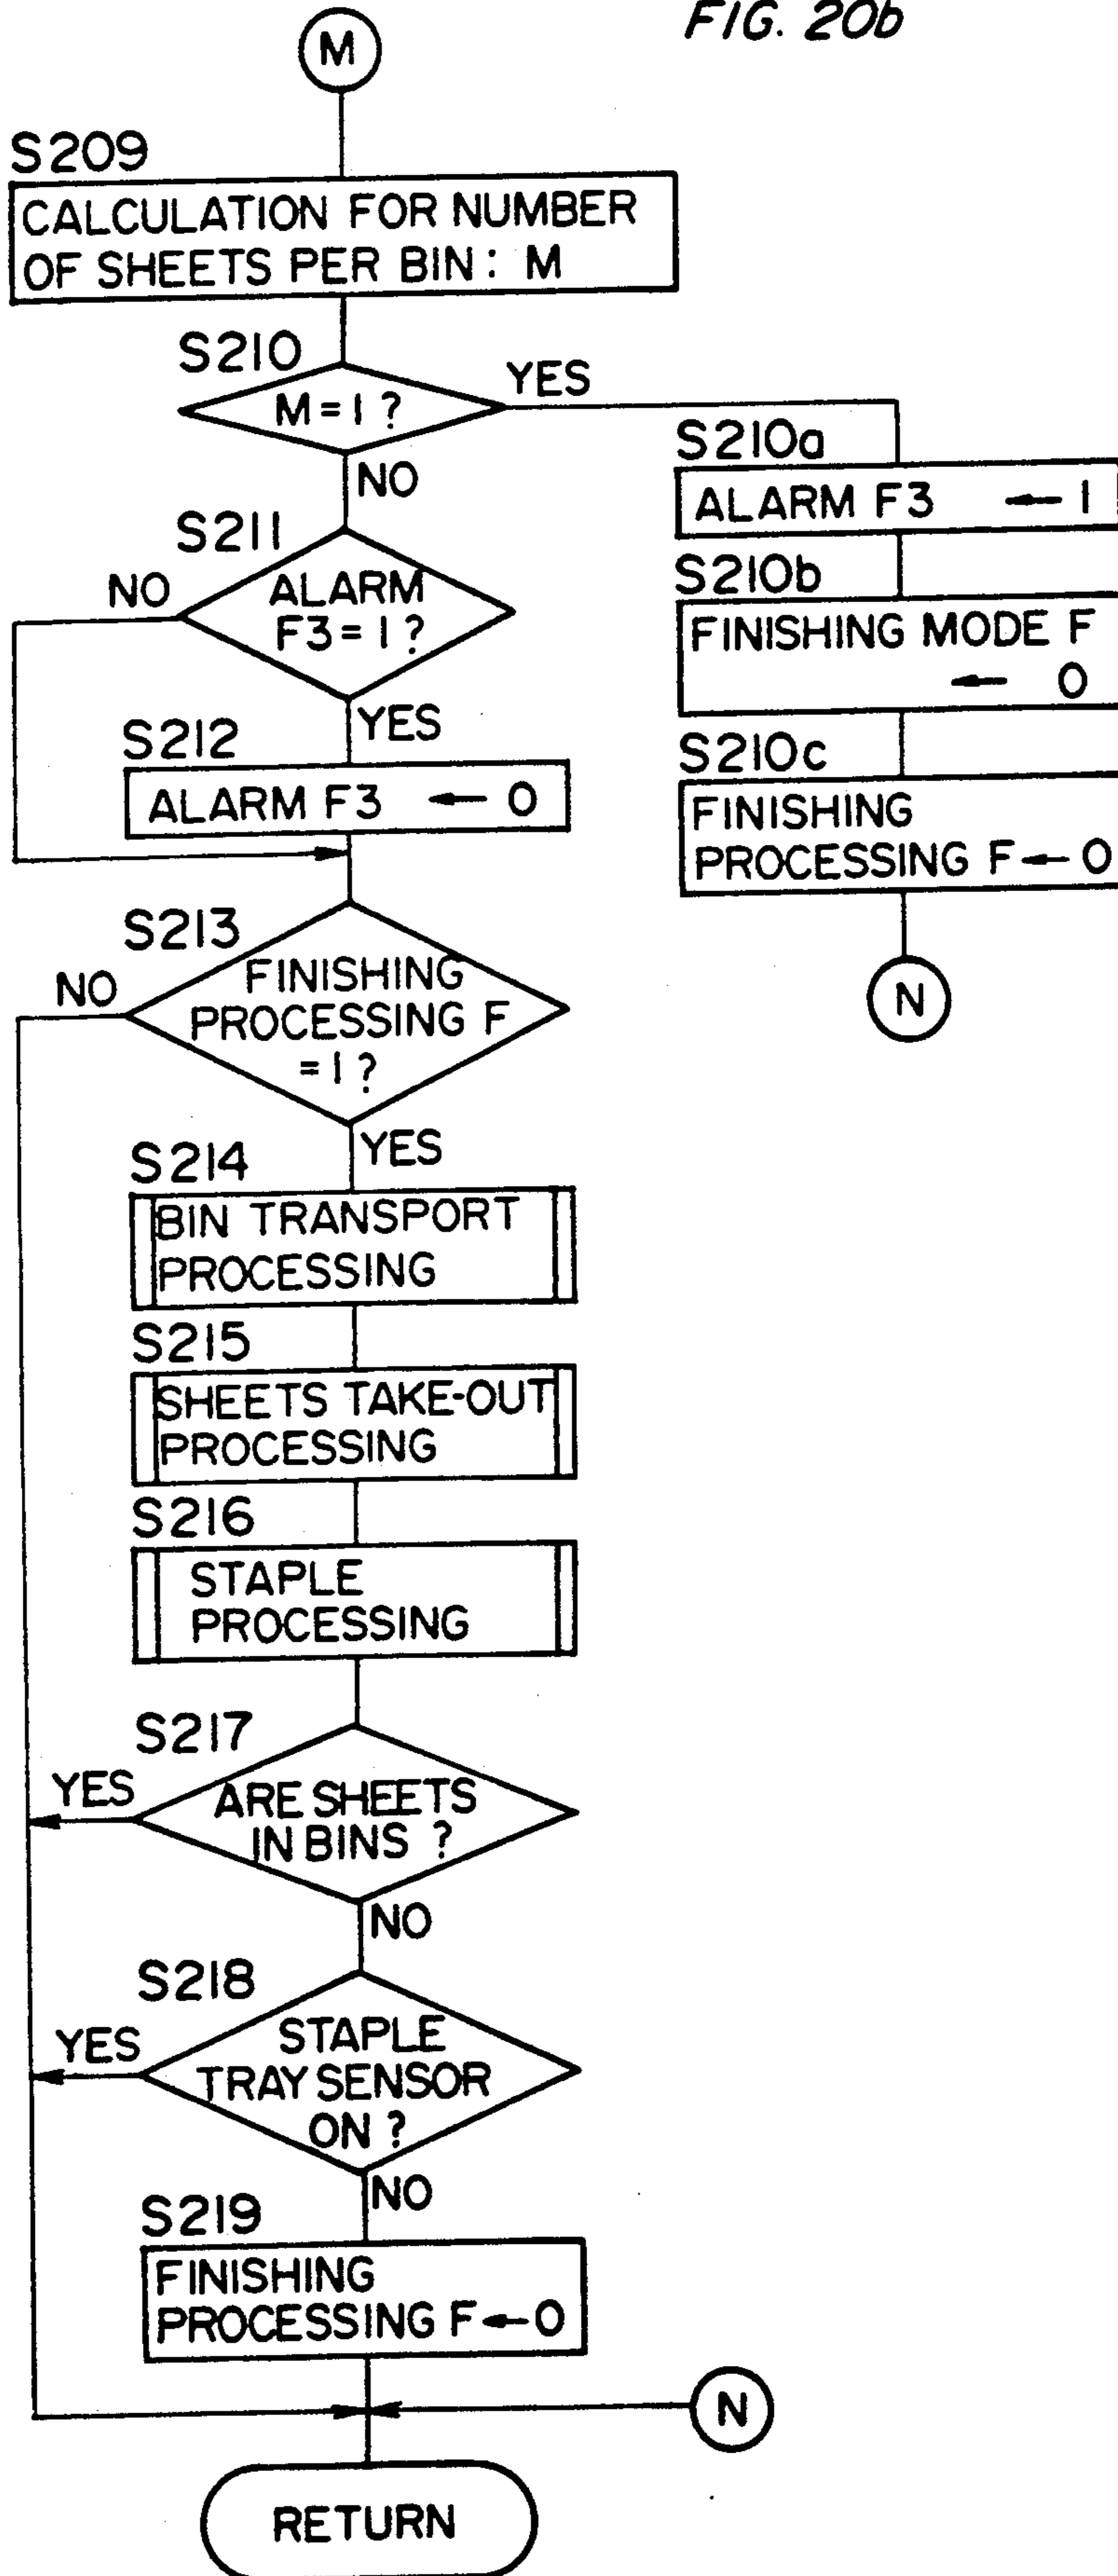 FIG. 20b
M
S209
CALCULATION FOR NUMBER
OF SHEETS PER BIN : M
S210
M = 1 ?
YES
NO
S210a
ALARM F3 ← 1
S210b
FINISHING MODE F
← 0
S210c
FINISHING
PROCESSING F ← 0
N
S211
ALARM
F3 = 1 ?
NO
YES
S212
ALARM F3 ← 0
S213
FINISHING
PROCESSING F
= 1 ?
NO
YES
S214
BIN TRANSPORT
PROCESSING
S215
SHEETS TAKE-OUT
PROCESSING
S216
STAPLE
PROCESSING
S217
ARE SHEETS
IN BINS ?
YES
NO
S218
STAPLE
TRAY SENSOR
ON ?
YES
NO
S219
FINISHING
PROCESSING F ← 0
N
RETURN